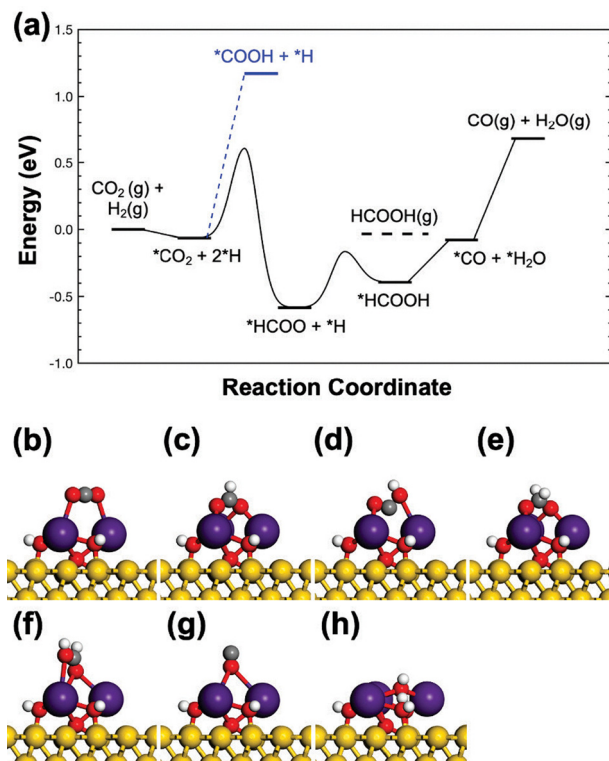 (a)
1.5
*COOH + *H
1.0
CO(g) + H₂O(g)
Energy (eV)
0.5
CO₂ (g) +
H₂(g)
HCOOH(g)
0.0
*CO₂ + 2*H
*CO + *H₂O
*HCOOH
-0.5
*HCOO + *H
-1.0
Reaction Coordinate
(b) (c) (d) (e)
(f) (g) (h)